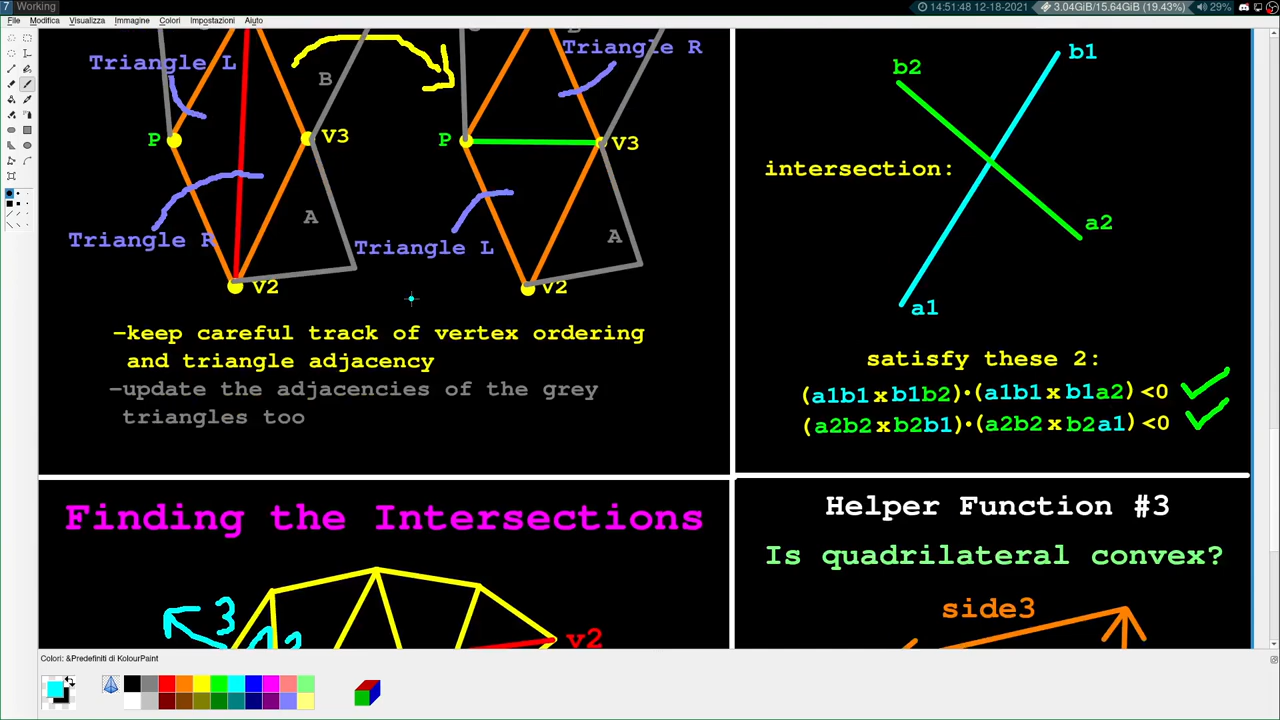 7 Working
14:51:48 12-18-2021
3.04GiB/15.64GiB (19.43%)
29%
File Modifica Visualizza Immagine Colori Impostazioni Aiuto
Triangle L
B
P
V3
A
Triangle R
V2
Triangle R
P
V3
A
Triangle L
V2
-keep careful track of vertex ordering
and triangle adjacency
-update the adjacencies of the grey
triangles too
b2
b1
intersection:
a2
a1
satisfy these 2:
(a1b1 x b1b2)·(a1b1 x b1a2)<0
(a2b2 x b2b1)·(a2b2 x b2a1)<0
Finding the Intersections
3
v2
Helper Function #3
Is quadrilateral convex?
side3
Colori: &Predefiniti di KolourPaint